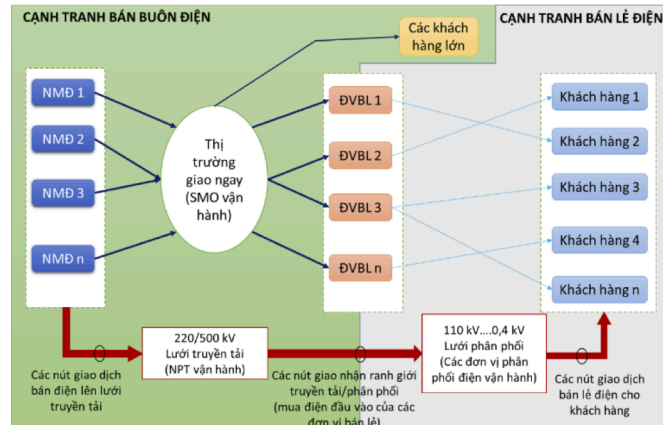 CẠNH TRANH BÁN BUÔN ĐIỆN
CẠNH TRANH BÁN LẺ ĐIỆN
Các khách
hàng lớn
NMĐ 1
NMĐ 2
NMĐ 3
NMĐ n
Thị
trường
giao ngay
(SMO vận
hành)
ĐVBL 1
ĐVBL 2
ĐVBL 3
ĐVBL n
Khách hàng 1
Khách hàng 2
Khách hàng 3
Khách hàng 4
Khách hàng n
220/500 kV
Lưới truyền tải
(NPT vận hành)
110 kV....0,4 kV
Lưới phân phối
(Các đơn vị phân
phối điện vận hành)
Các nút giao dịch
bán điện lên lưới
truyền tải
Các nút giao nhận ranh giới
truyền tải/phân phối
(mua điện đầu vào của các
đơn vị bán lẻ)
Các nút giao dịch
bán lẻ điện cho
khách hàng